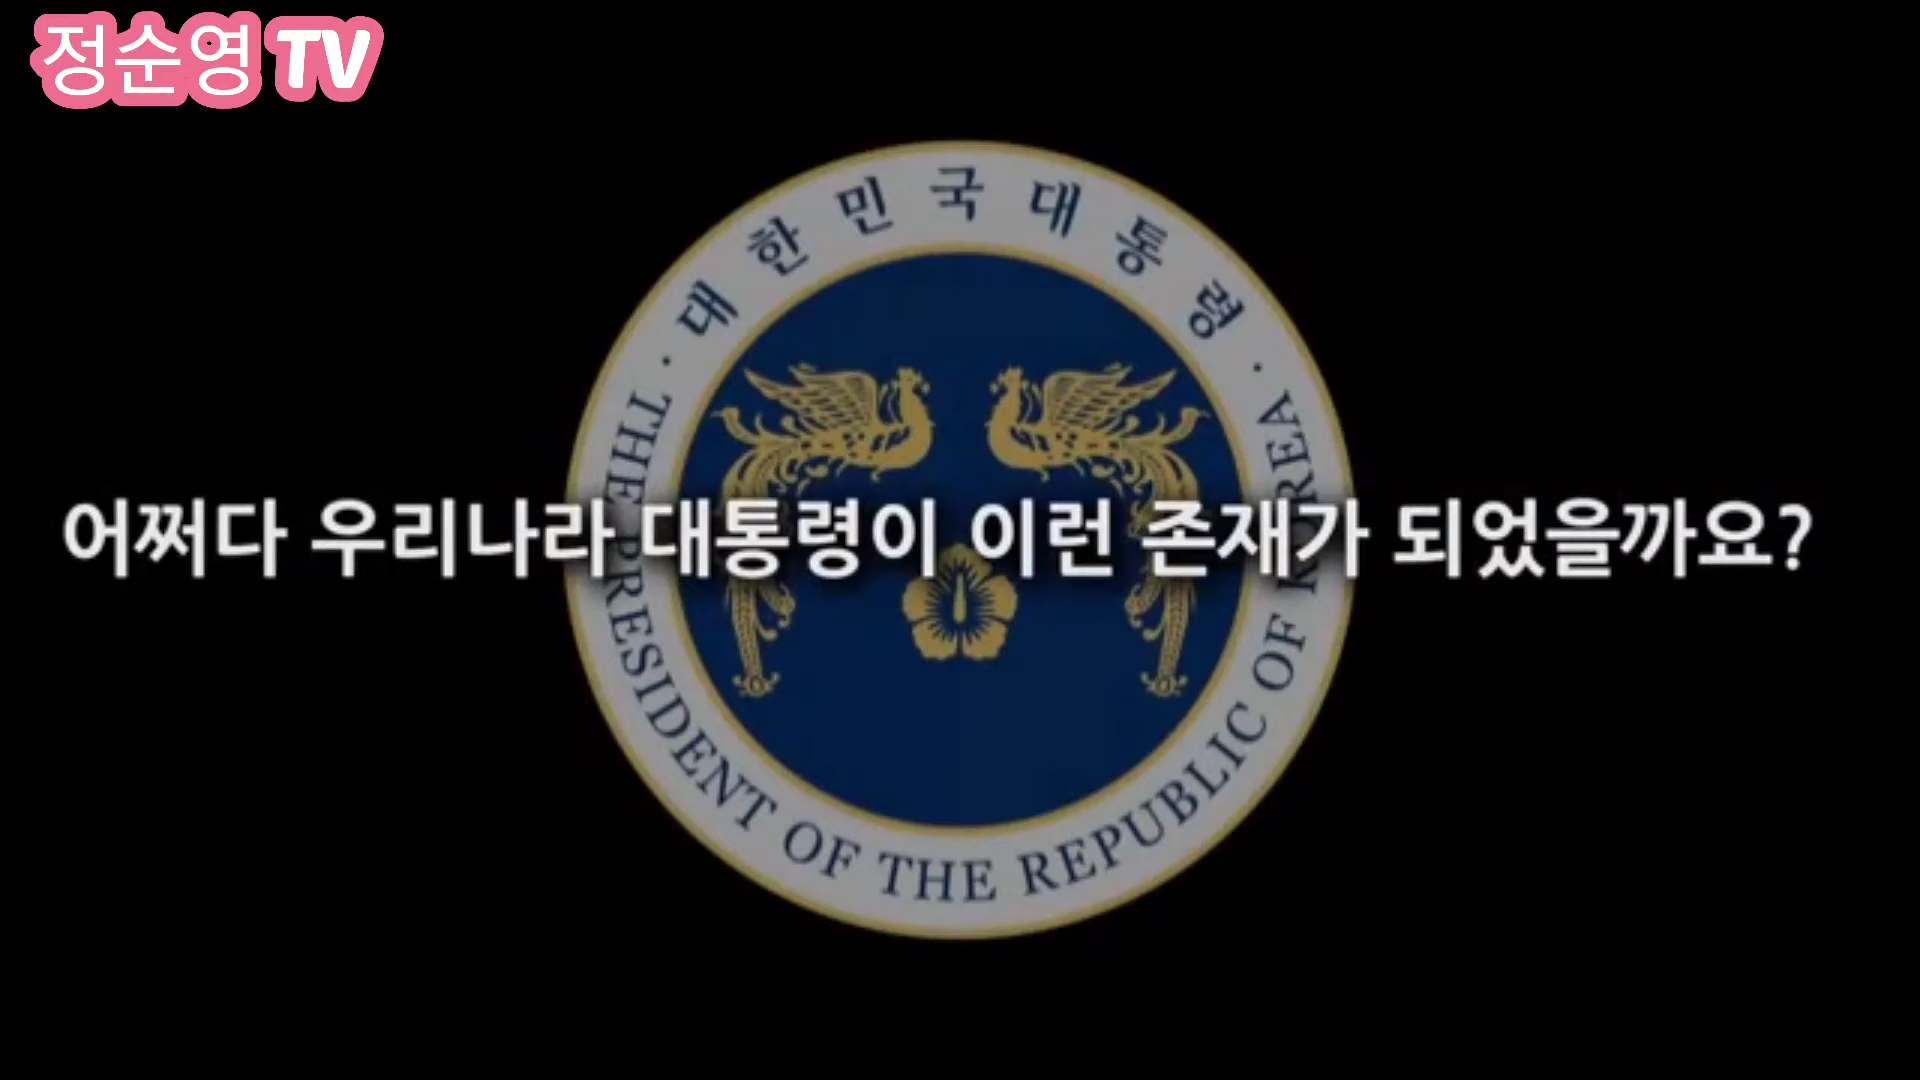 정순영 TV
대한민국대통령
어쩌다 우리나라 대통령이 이런 존재가 되었을까요?
THE PRESIDENT OF THE REPUBLIC OF KOREA